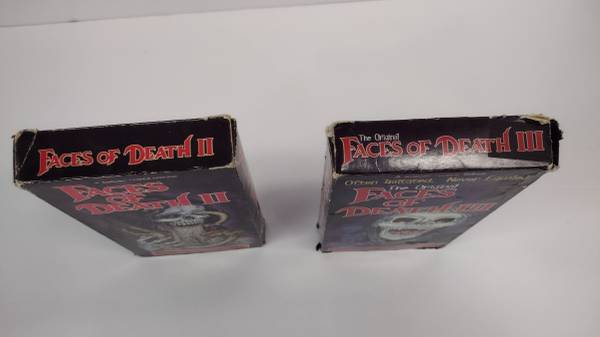 FACES OF DEATH II
FACES
OF
DEATH II
The Original
FACES OF DEATH III
Often Imitated. Never Equaled
The Original
FACES
OF
DEATH III